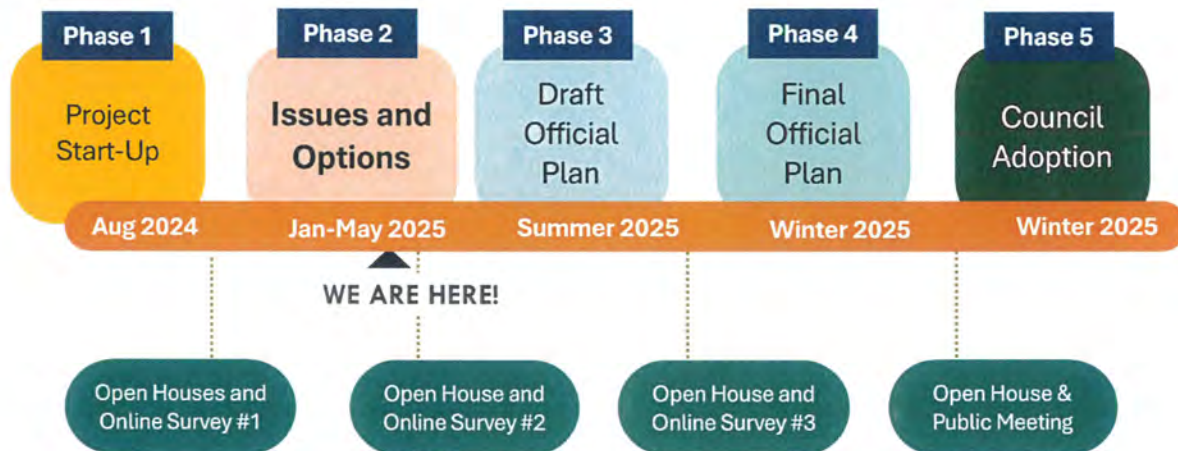 Phase 1
Project
Start-Up
Phase 2
Issues and
Options
Phase 3
Draft
Official
Plan
Phase 4
Final
Official
Plan
Phase 5
Council
Adoption
Aug 2024
Jan-May 2025
Summer 2025
Winter 2025
Winter 2025
WE ARE HERE!
Open Houses and
Online Survey #1
Open House and
Online Survey #2
Open House and
Online Survey #3
Open House &
Public Meeting